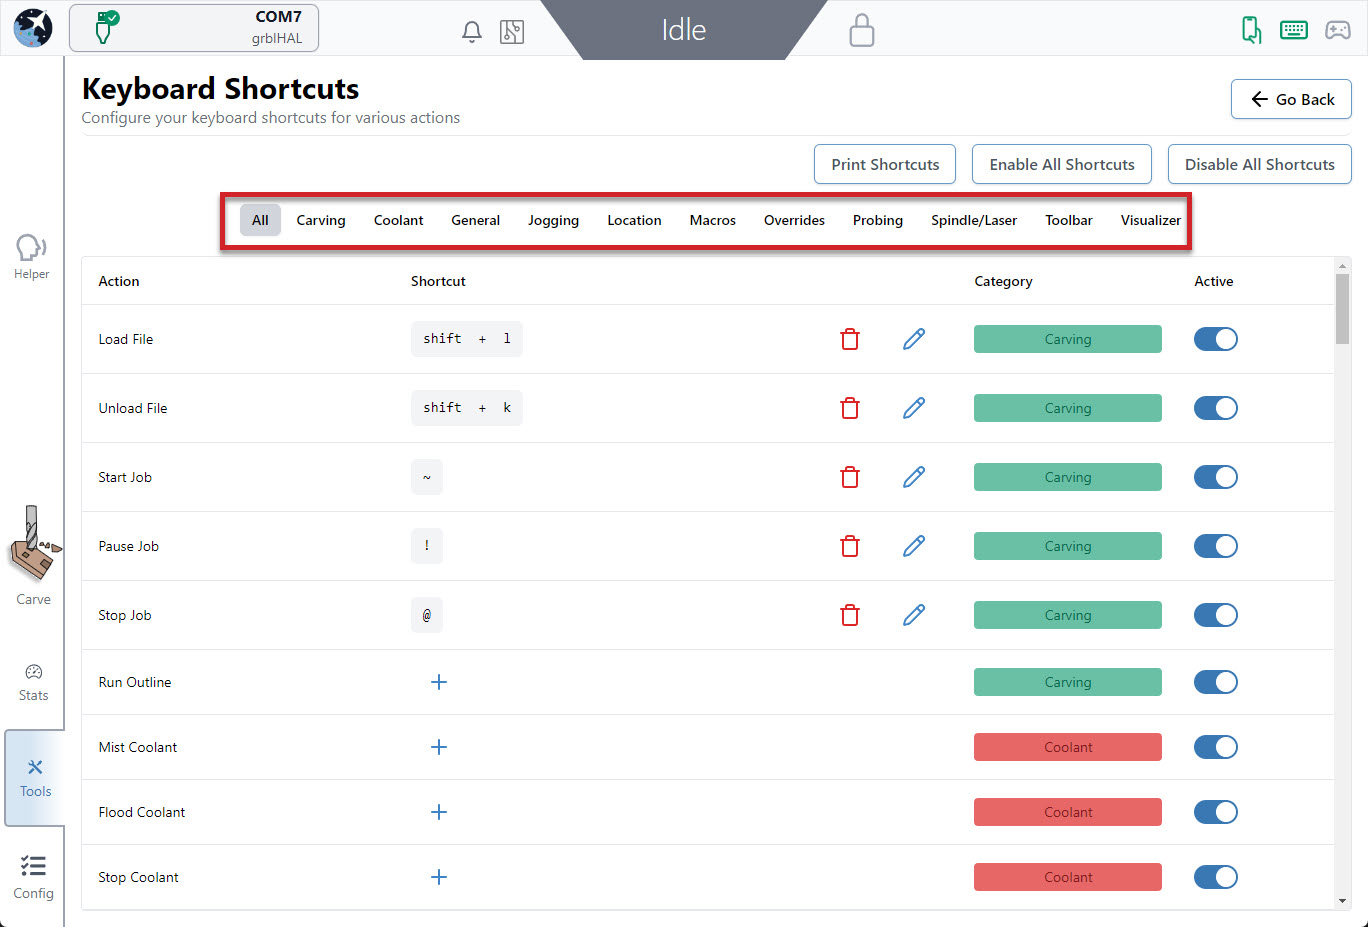 COM7
grblHAL
Idle
Keyboard Shortcuts
Configure your keyboard shortcuts for various actions
Go Back
Print Shortcuts Enable All Shortcuts Disable All Shortcuts
All Carving Coolant General Jogging Location Macros Overrides Probing Spindle/Laser Toolbar Visualizer
Helper
Action Shortcut Category Active
Load File shift + l Carving
Unload File shift + k Carving
Start Job ~ Carving
Pause Job ! Carving
Stop Job @ Carving
Carve
Run Outline + Carving
Stats
Mist Coolant + Coolant
Tools
Flood Coolant + Coolant
Stop Coolant + Coolant
Config